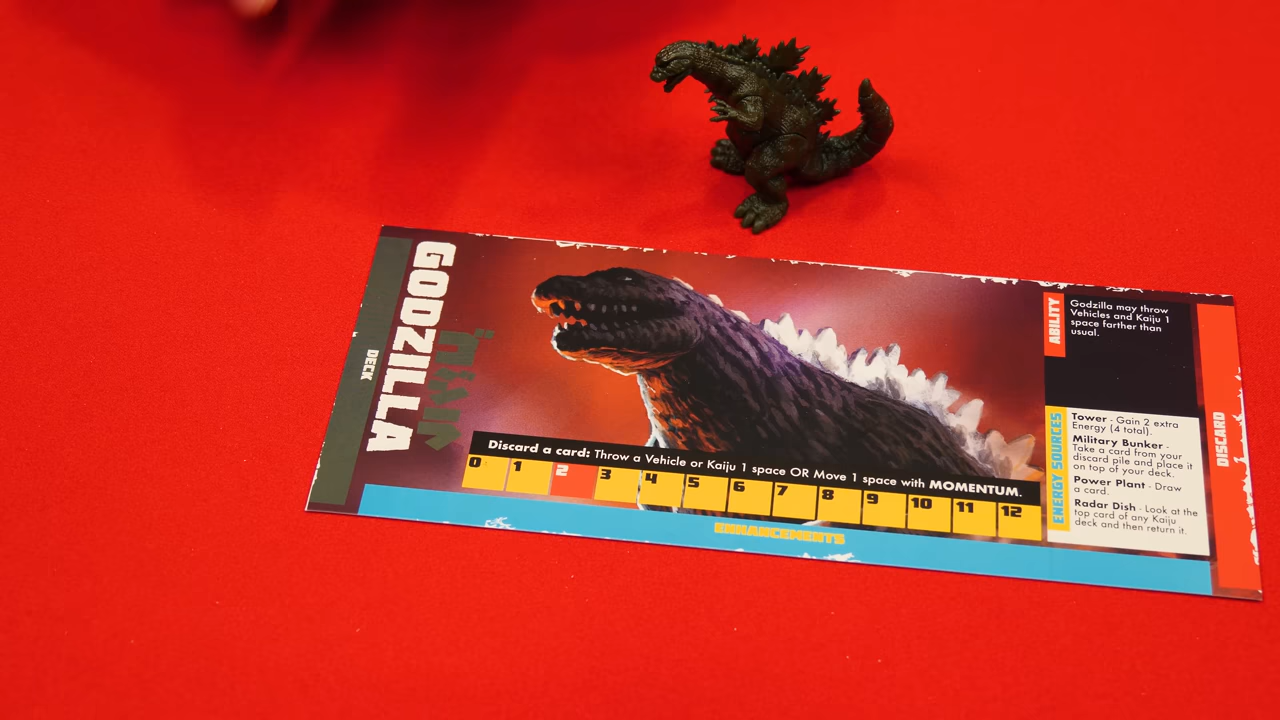 GODZILLA
DECK
ABILITY
Godzilla may throw
Vehicles and Kaiju 1
space farther than
usual.
ENERGY SOURCES
Tower - Gain 2 extra
Energy (4 total).
Military Bunker -
Take a card from your
discard pile and place it
on top of your deck.
Power Plant - Draw
a card.
Radar Dish - Look at the
top card of any Kaiju
deck and then return it.
DISCARD
Discard a card: Throw a Vehicle or Kaiju 1 space OR Move 1 space with MOMENTUM.
0 1 2 3 4 5 6 7 8 9 10 11 12
ENHANCEMENTS